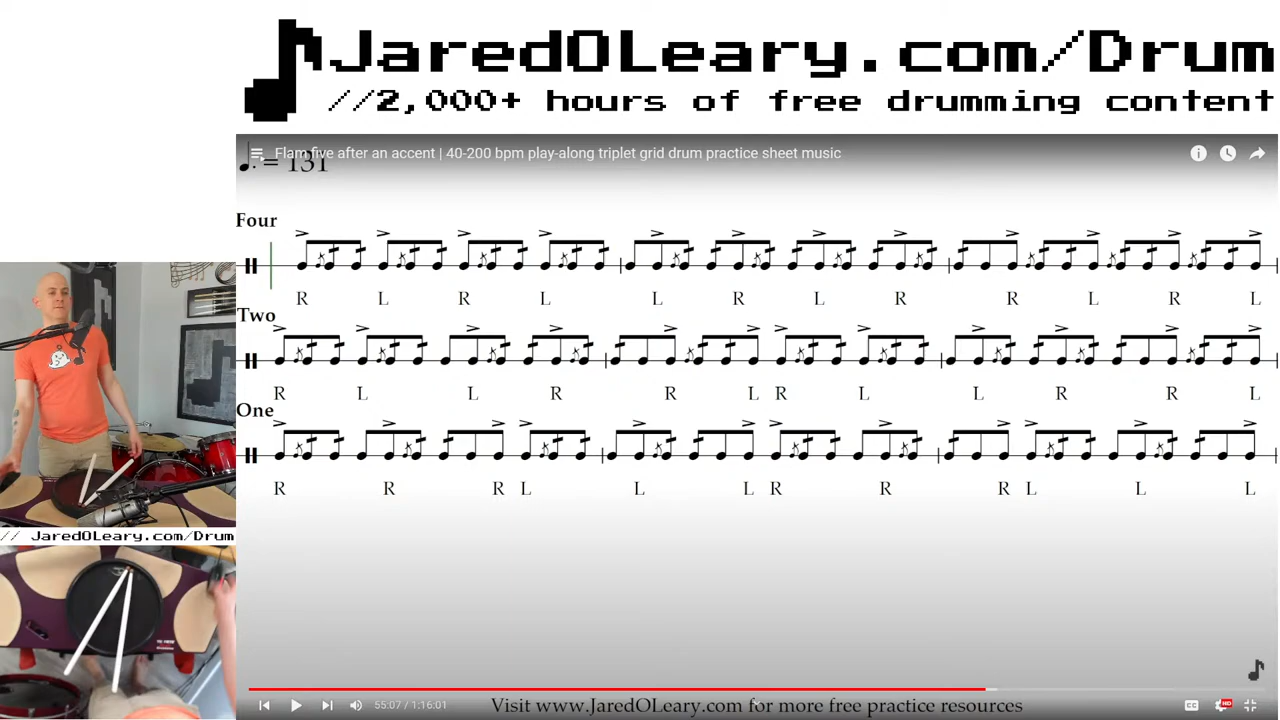 JaredOLeary.com/Drum
//2,000+ hours of free drumming content
Flam five after an accent | 40-200 bpm play-along triplet grid drum practice sheet music
♩. = 131
Four
R L R L L R L R R L R L
Two
R L L R R L R L L R R L
One
R R R L L L R R R L L L
// JaredOLeary.com/Drum
55:07 / 1:16:01
Visit www.JaredOLeary.com for more free practice resources
CC
HD